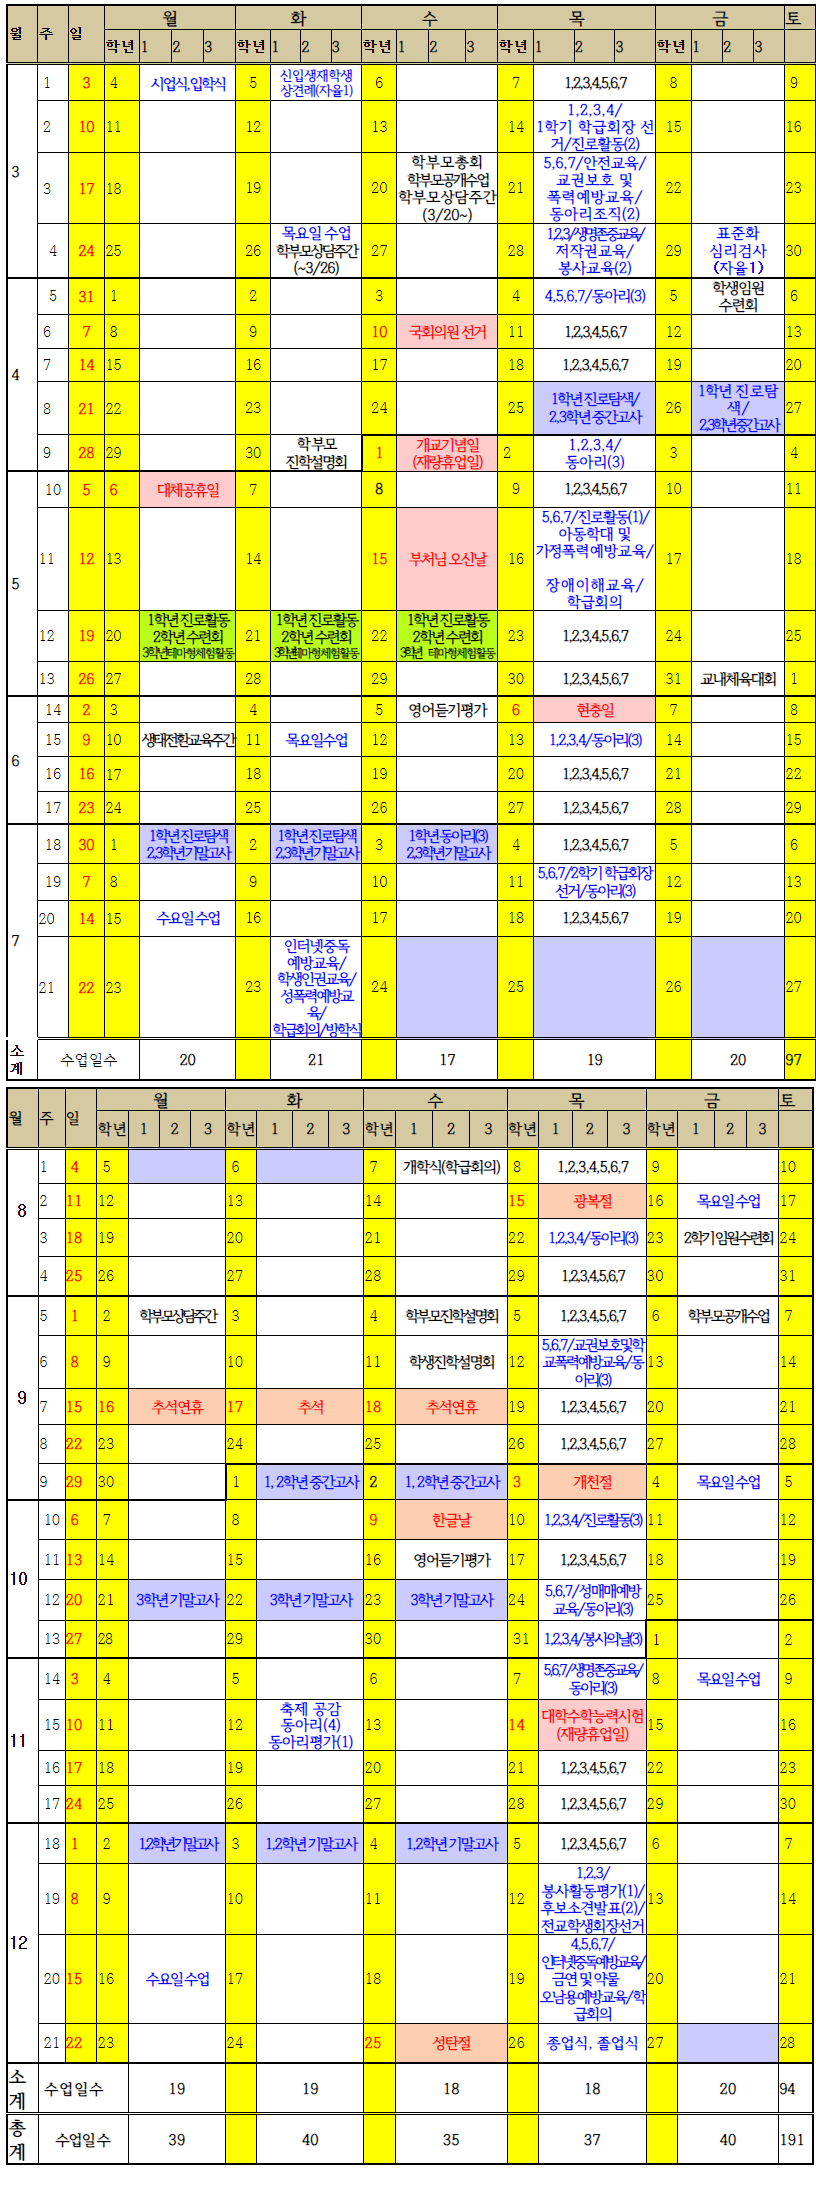 월 주 일 월 화 수 목 금 토
학년 1 2 3 학년 1 2 3 학년 1 2 3 학년 1 2 3 학년 1 2 3
3
1 3 4 시업식,입학식 5 신입생재학생 6 7 1,2,3,4,5,6,7 8 9
상견례(자율1)
2 10 11 12 13 14 1,2,3,4/ 15 16
1학기 학급회장 선
거/진로활동(2)
3 17 18 19 20 학부모총회 21 5,6,7/안전교육/ 22 23
학부모공개수업 교권보호 및
학부모상담주간 폭력예방교육/
(3/20~) 동아리조직(2)
4 24 25 26 목요일 수업 27 28 1,2,3/생명존중교육/ 29 표준화 30
학부모상담주간 저작권교육/ 심리검사
(~3/26) 봉사교육(2) (자율1)
4
5 31 1 2 3 4 4,5,6,7/동아리(3) 5 학생임원 6
수련회
6 7 8 9 10 국회의원 선거 11 1,2,3,4,5,6,7 12 13
7 14 15 16 17 18 1,2,3,4,5,6,7 19 20
8 21 22 23 24 25 1학년 진로탐색/ 26 1학년 진로탐 27
2,3학년 중간고사 색/
2,3학년중간고사
9 28 29 30 학부모 1 개교기념일 2 1,2,3,4/ 3 4
진학설명회 (재량휴업일) 동아리(3)
5
10 5 6 대체공휴일 7 8 9 1,2,3,4,5,6,7 10 11
11 12 13 14 15 부처님 오신날 16 5,6,7/진로활동(1)/ 17 18
아동학대 및
가정폭력예방교육/
장애이해교육/
학급회의
12 19 20 1학년 진로활동 21 1학년 진로활동 22 1학년 진로활동 23 1,2,3,4,5,6,7 24 25
2학년 수련회 2학년 수련회 2학년 수련회
3학년테마형체험활동 3학년테마형체험활동 3학년 테마형체험활동
13 26 27 28 29 30 1,2,3,4,5,6,7 31 교내체육대회 1
6
14 2 3 4 5 영어듣기평가 6 현충일 7 8
15 9 10 생태전환교육주간 11 목요일수업 12 13 1,2,3,4/동아리(3) 14 15
16 16 17 18 19 20 1,2,3,4,5,6,7 21 22
17 23 24 25 26 27 1,2,3,4,5,6,7 28 29
7
18 30 1 1학년 진로탐색 2 1학년 진로탐색 3 1학년 동아리(3) 4 1,2,3,4,5,6,7 5 6
2,3학년기말고사 2,3학년기말고사 2,3학년기말고사
19 7 8 9 10 11 5,6,7/2학기 학급회장 12 13
선거/동아리(3)
20 14 15 수요일 수업 16 17 18 1,2,3,4,5,6,7 19 20
21 22 23 23 인터넷중독 24 25 26 27
예방교육/
학생인권교육/
성폭력예방교
육/
학급회의/방학식
소계 수업일수 20 21 17 19 20 97
월 주 일 월 화 수 목 금 토
학년 1 2 3 학년 1 2 3 학년 1 2 3 학년 1 2 3 학년 1 2 3
8
1 4 5 6 7 개학식(학급회의) 8 1,2,3,4,5,6,7 9 10
2 11 12 13 14 15 광복절 16 목요일 수업 17
3 18 19 20 21 22 1,2,3,4/동아리(3) 23 2학기 임원수련회 24
4 25 26 27 28 29 1,2,3,4,5,6,7 30 31
9
5 1 2 학부모상담주간 3 4 학부모진학설명회 5 1,2,3,4,5,6,7 6 학부모공개수업 7
6 8 9 10 11 학생진학설명회 12 5,6,7/교권보호및학 13 14
교폭력예방교육/동
아리(3)
7 15 16 추석연휴 17 추석 18 추석연휴 19 1,2,3,4,5,6,7 20 21
8 22 23 24 25 26 1,2,3,4,5,6,7 27 28
9 29 30 1 1, 2학년 중간고사 2 1, 2학년 중간고사 3 개천절 4 목요일 수업 5
10
10 6 7 8 9 한글날 10 1,2,3,4/진로활동(3) 11 12
11 13 14 15 16 영어듣기평가 17 1,2,3,4,5,6,7 18 19
12 20 21 3학년 기말고사 22 3학년 기말고사 23 3학년 기말고사 24 5,6,7/성매매예방 25 26
교육/동아리(3)
13 27 28 29 30 31 1,2,3,4/봉사의날(3) 1 2
11
14 3 4 5 6 7 5,6,7/생명존중교육/ 8 목요일 수업 9
동아리(3)
15 10 11 12 축제 공감 13 14 대학수학능력시험 15 16
동아리(4) (재량휴업일)
동아리평가(1)
16 17 18 19 20 21 1,2,3,4,5,6,7 22 23
17 24 25 26 27 28 1,2,3,4,5,6,7 29 30
12
18 1 2 1,2학년기말고사 3 1,2학년 기말고사 4 1,2학년 기말고사 5 1,2,3,4,5,6,7 6 7
19 8 9 10 11 12 1,2,3/ 13 14
봉사활동평가(1)/
후보소견발표(2)/
전교학생회장선거
20 15 16 수요일 수업 17 18 19 4,5,6,7/ 20 21
인터넷중독예방교육/
금연 및 약물
오남용예방교육/학
급회의
21 22 23 24 25 성탄절 26 종업식, 졸업식 27 28
소계 수업일수 19 19 18 18 20 94
총계 수업일수 39 40 35 37 40 191